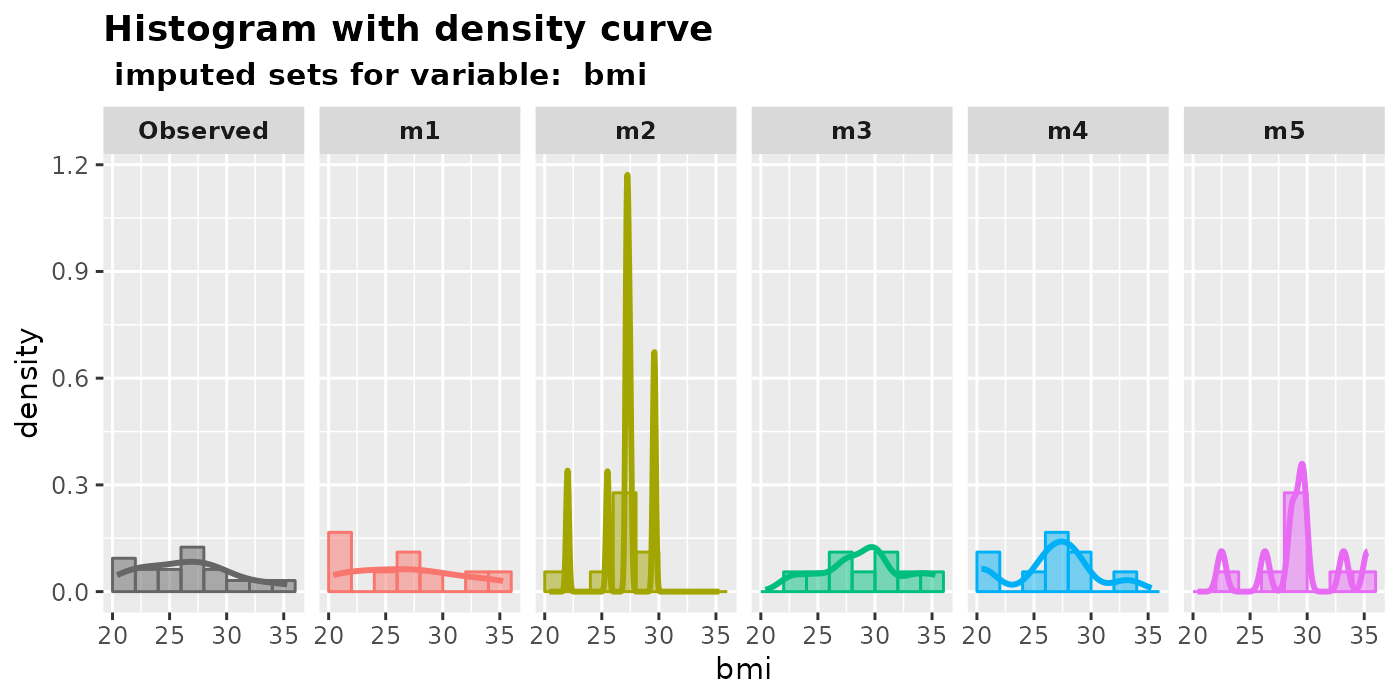 Histogram with density curve
imputed sets for variable:  bmi
Observed m1 m2 m3 m4 m5
1.2
0.9
0.6
0.3
0.0
density
20 25 30 35 20 25 30 35 20 25 30 35 20 25 30 35 20 25 30 35 20 25 30 35
bmi